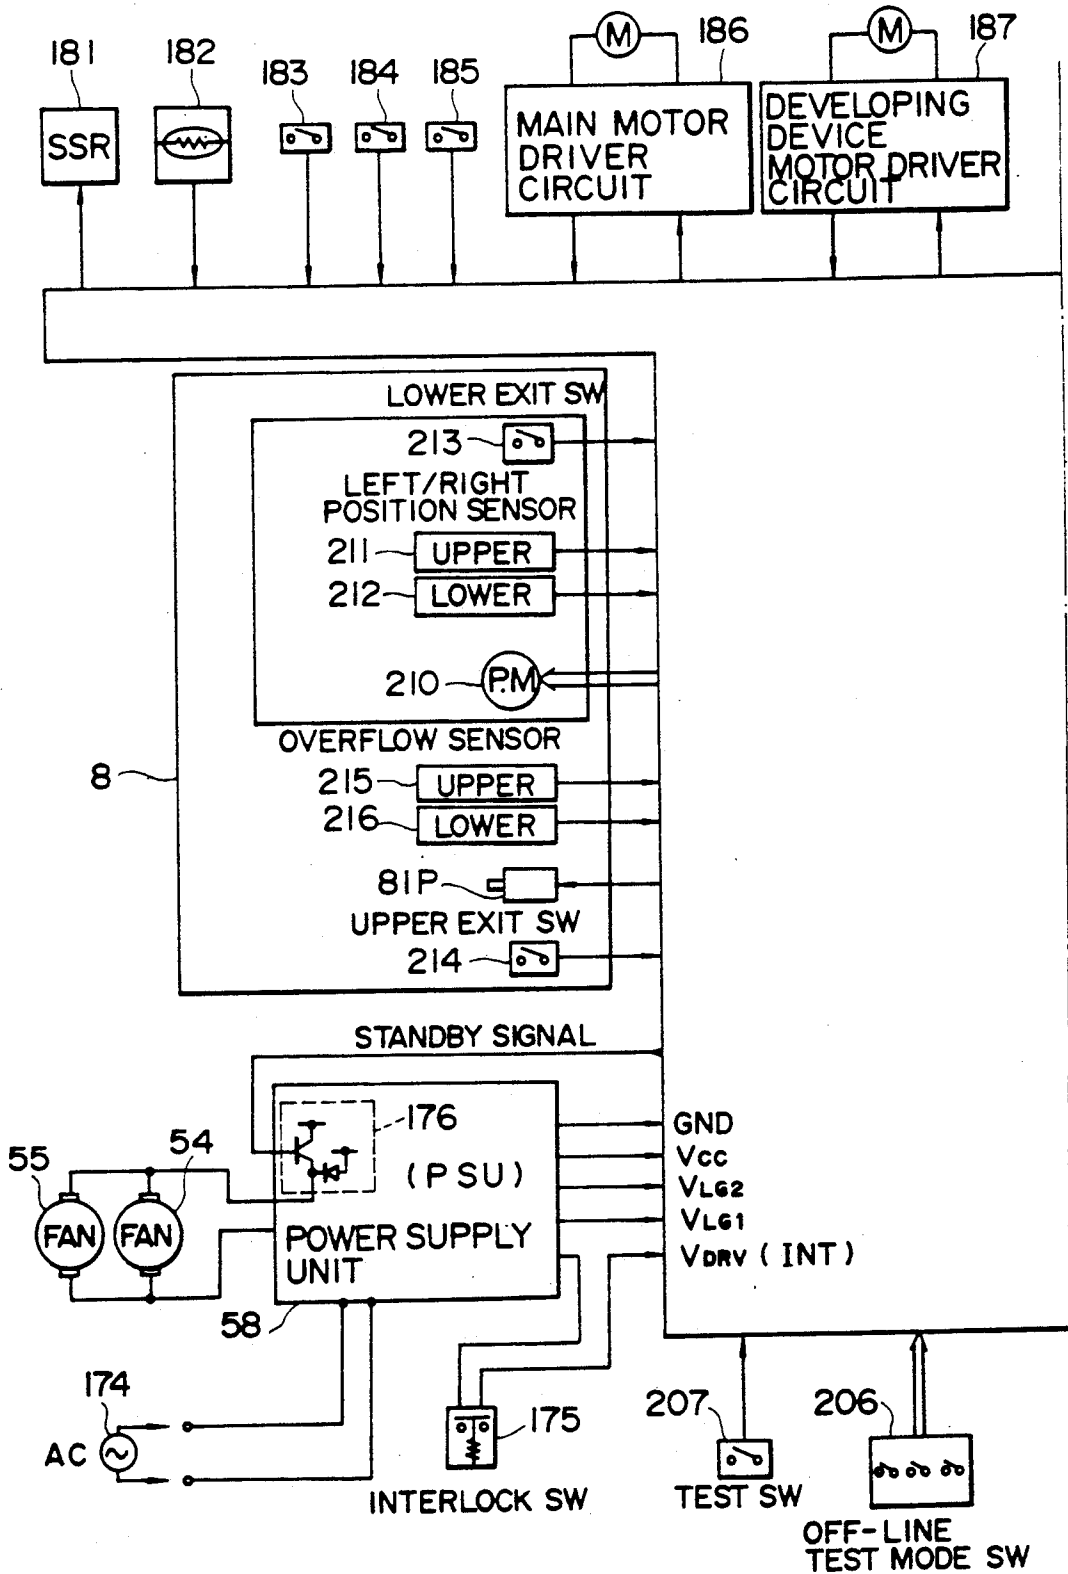 181
182
183
184
185
M
186
M
187
SSR
MAIN MOTOR
DRIVER
CIRCUIT
DEVELOPING
DEVICE
MOTOR DRIVER
CIRCUIT
LOWER EXIT SW
213
LEFT/RIGHT
POSITION SENSOR
211
UPPER
212
LOWER
210
P.M
OVERFLOW SENSOR
8
215
UPPER
216
LOWER
81P
UPPER EXIT SW
214
STANDBY SIGNAL
176
(PSU)
POWER SUPPLY
UNIT
58
55
54
FAN
FAN
GND
VCC
VLG2
VLG1
VDRV (INT)
174
AC
175
INTERLOCK SW
207
TEST SW
206
OFF-LINE
TEST MODE SW